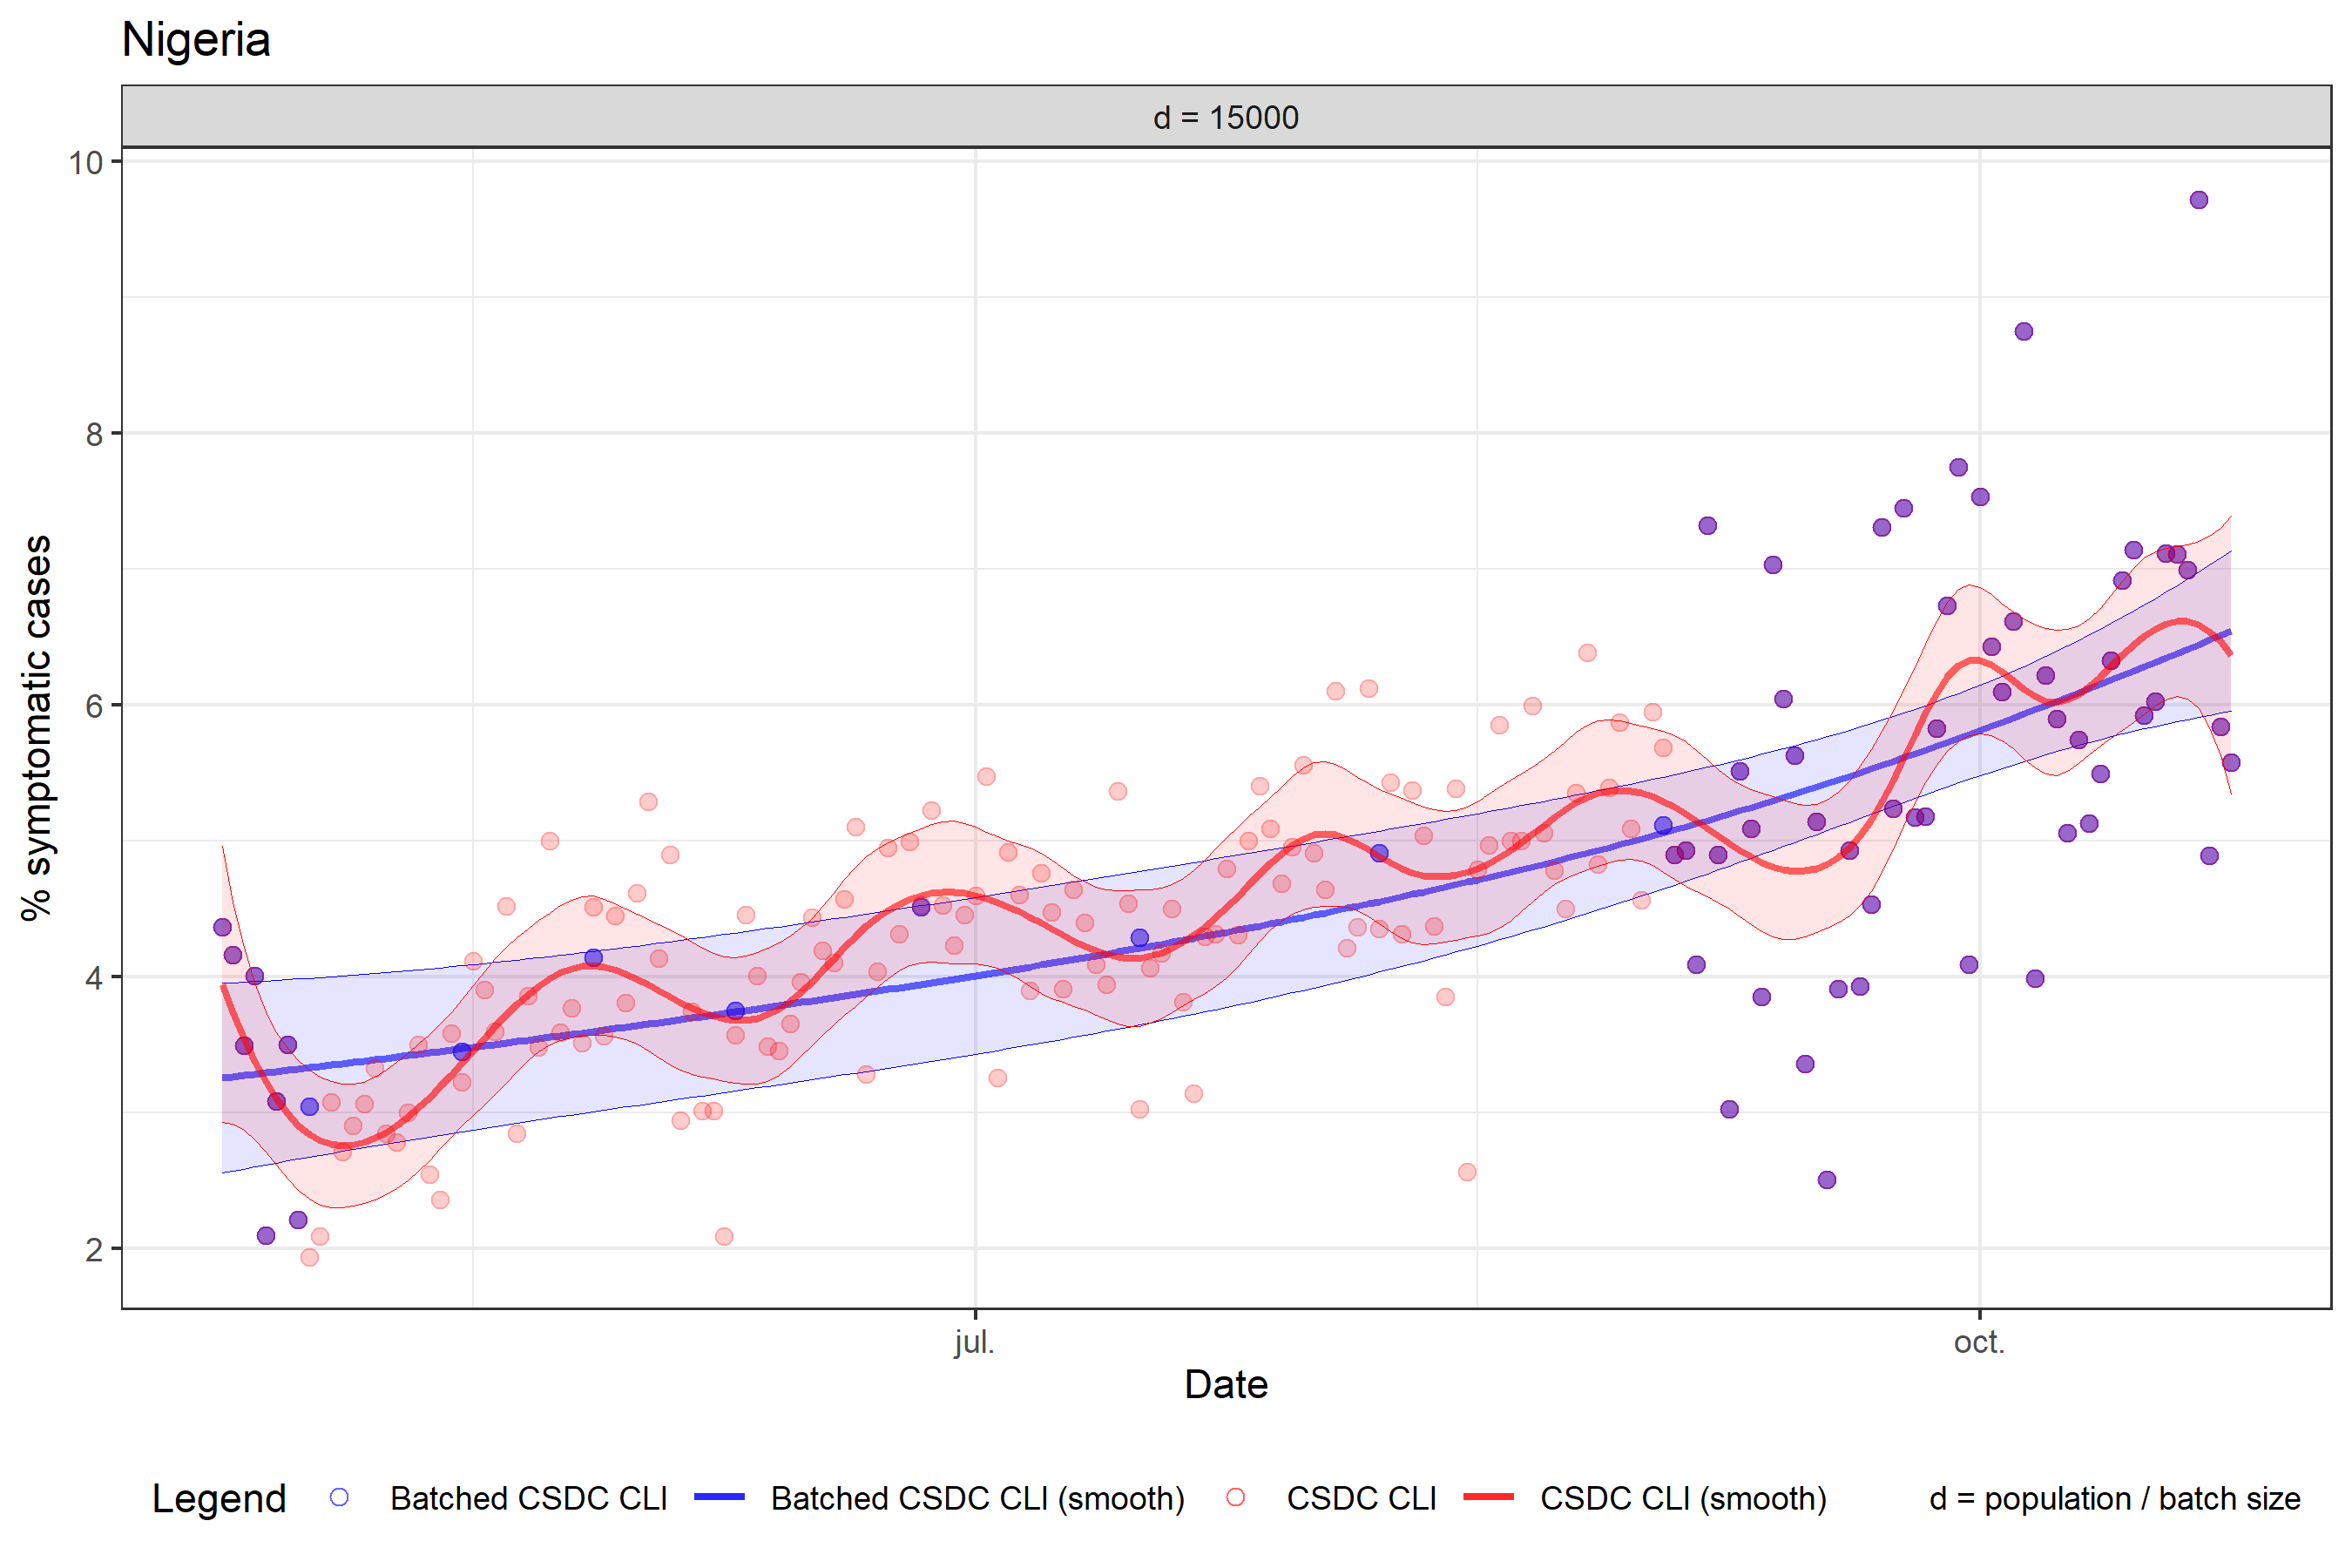 Nigeria
d = 15000
10
8
6
4
2
% symptomatic cases
jul.
oct.
Date
Legend
Batched CSDC CLI
Batched CSDC CLI (smooth)
CSDC CLI
CSDC CLI (smooth)
d = population / batch size